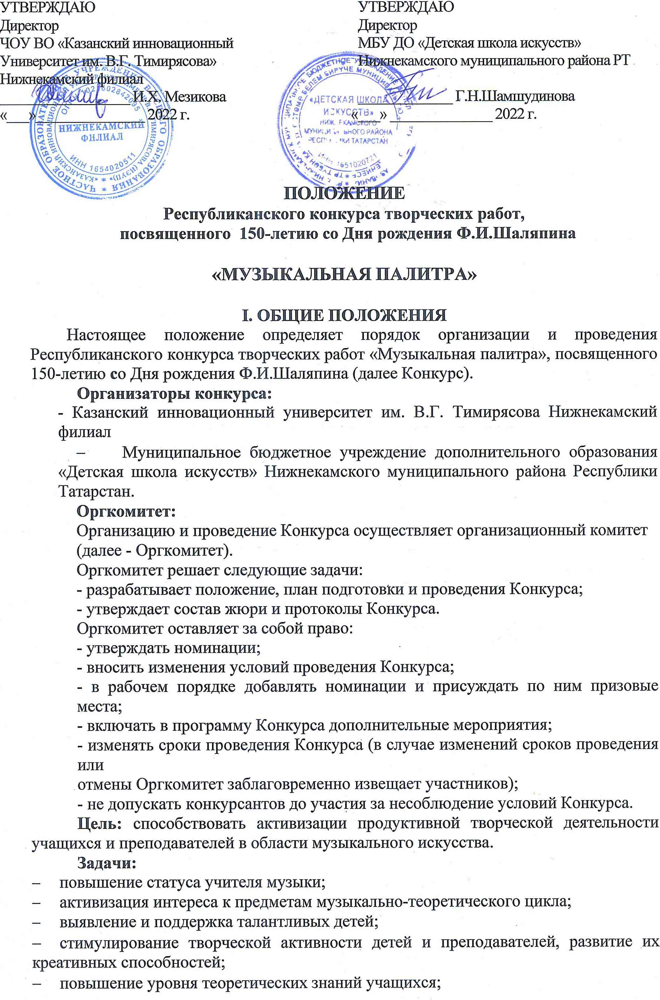 УТВЕРЖДАЮ
Директор
ЧОУ ВО «Казанский инновационный
Университет им. В.Г. Тимирясова»
Нижнекамский филиал
И.Х. Мезикова
«___» 2022 г.
УТВЕРЖДАЮ
Директор
МБУ ДО «Детская школа искусств»
Нижнекамского муниципального района РТ
Г.Н.Шамшудинова
«___» 2022 г.
НИЖНЕКАМСКИЙ
ФИЛИАЛ
ИНН 1654020511
«ДЕТСКАЯ ШКОЛА
ИСКУССТВ»
ИНН 1651020721
ПОЛОЖЕНИЕ
Республиканского конкурса творческих работ,
посвященного 150-летию со Дня рождения Ф.И.Шаляпина
«МУЗЫКАЛЬНАЯ ПАЛИТРА»
I. ОБЩИЕ ПОЛОЖЕНИЯ
Настоящее положение определяет порядок организации и проведения
Республиканского конкурса творческих работ «Музыкальная палитра», посвященного
150-летию со Дня рождения Ф.И.Шаляпина (далее Конкурс).
Организаторы конкурса:
- Казанский инновационный университет им. В.Г. Тимирясова Нижнекамский
филиал
– Муниципальное бюджетное учреждение дополнительного образования
«Детская школа искусств» Нижнекамского муниципального района Республики
Татарстан.
Оргкомитет:
Организацию и проведение Конкурса осуществляет организационный комитет
(далее - Оргкомитет).
Оргкомитет решает следующие задачи:
- разрабатывает положение, план подготовки и проведения Конкурса;
- утверждает состав жюри и протоколы Конкурса.
Оргкомитет оставляет за собой право:
- утверждать номинации;
- вносить изменения условий проведения Конкурса;
- в рабочем порядке добавлять номинации и присуждать по ним призовые
места;
- включать в программу Конкурса дополнительные мероприятия;
- изменять сроки проведения Конкурса (в случае изменений сроков проведения
или
отмены Оргкомитет заблаговременно извещает участников);
- не допускать конкурсантов до участия за несоблюдение условий Конкурса.
Цель: способствовать активизации продуктивной творческой деятельности
учащихся и преподавателей в области музыкального искусства.
Задачи:
– повышение статуса учителя музыки;
– активизация интереса к предметам музыкально-теоретического цикла;
– выявление и поддержка талантливых детей;
– стимулирование творческой активности детей и преподавателей, развитие их
креативных способностей;
– повышение уровня теоретических знаний учащихся;